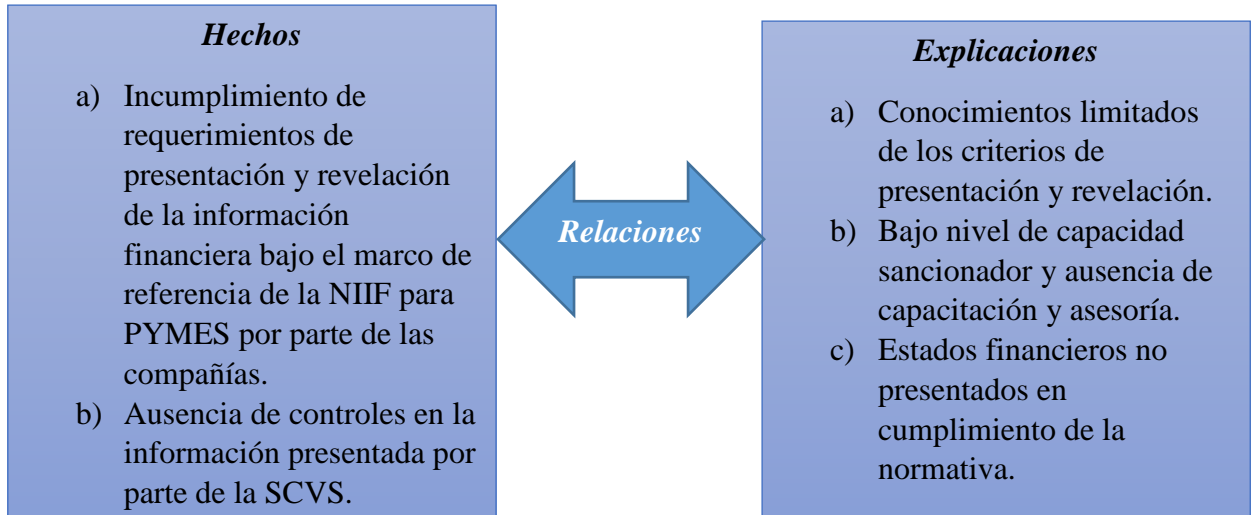 Hechos
a) Incumplimiento de
requerimientos de
presentación y revelación
de la información
financiera bajo el marco de
referencia de la NIIF para
PYMES por parte de las
compañías.
b) Ausencia de controles en la
información presentada por
parte de la SCVS.
Relaciones
Explicaciones
a) Conocimientos limitados
de los criterios de
presentación y revelación.
b) Bajo nivel de capacidad
sancionador y ausencia de
capacitación y asesoría.
c) Estados financieros no
presentados en
cumplimiento de la
normativa.